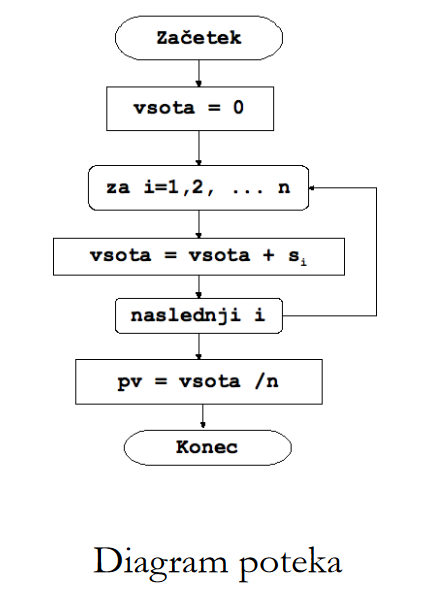 Začetek
vsota = 0
za i=1,2, ... n
vsota = vsota + sᵢ
naslednji i
pv = vsota /n
Konec
Diagram poteka